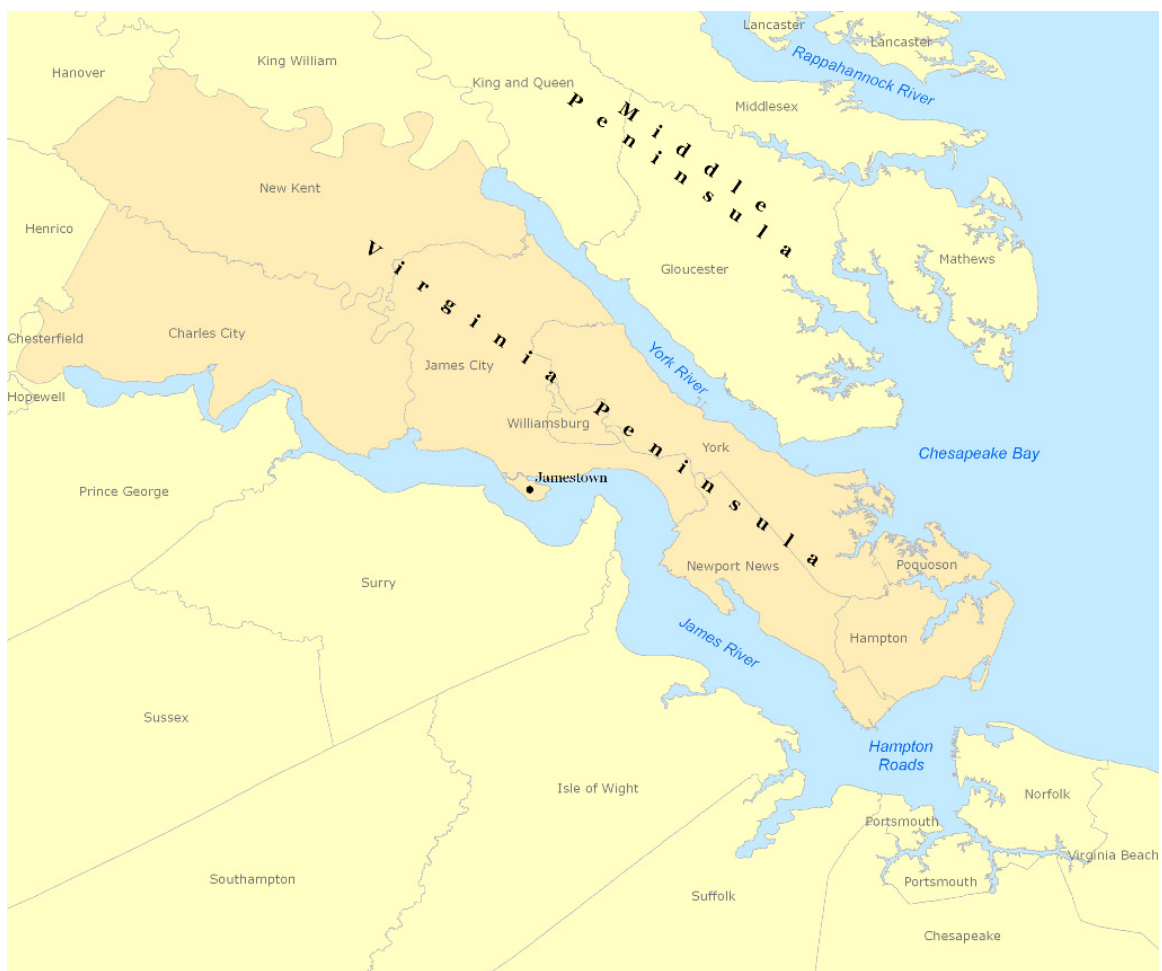 Lancaster
Lancaster
Rappahannock River
Hanover
King William
King and Queen
Middlesex
Middle
Peninsula
New Kent
Henrico
Gloucester
Mathews
Virginia Peninsula
Chesterfield
Charles City
James City
York River
Hopewell
Williamsburg
York
Chesapeake Bay
Prince George
Jamestown
Newport News
Poquoson
Surry
Hampton
James River
Sussex
Hampton
Roads
Isle of Wight
Norfolk
Portsmouth
Virginia Beach
Southampton
Suffolk
Portsmouth
Chesapeake